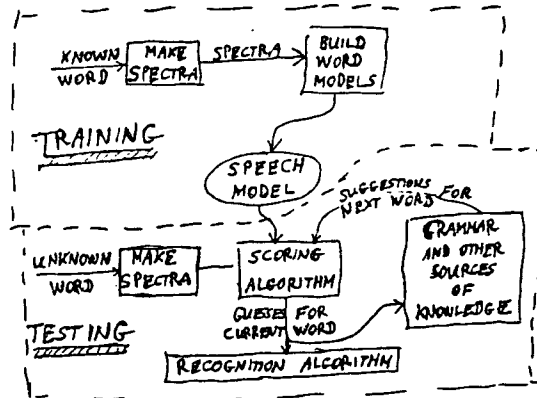 KNOWN
WORD
MAKE
SPECTRA
SPECTRA
BUILD
WORD
MODELS
TRAINING
SPEECH
MODEL
SUGGESTIONS FOR
NEXT WORD
UNKNOWN
WORD
MAKE
SPECTRA
SCORING
ALGORITHM
GRAMMAR
AND OTHER
SOURCES
OF
KNOWLEDGE
GUESSES FOR
CURRENT WORD
TESTING
RECOGNITION ALGORITHM